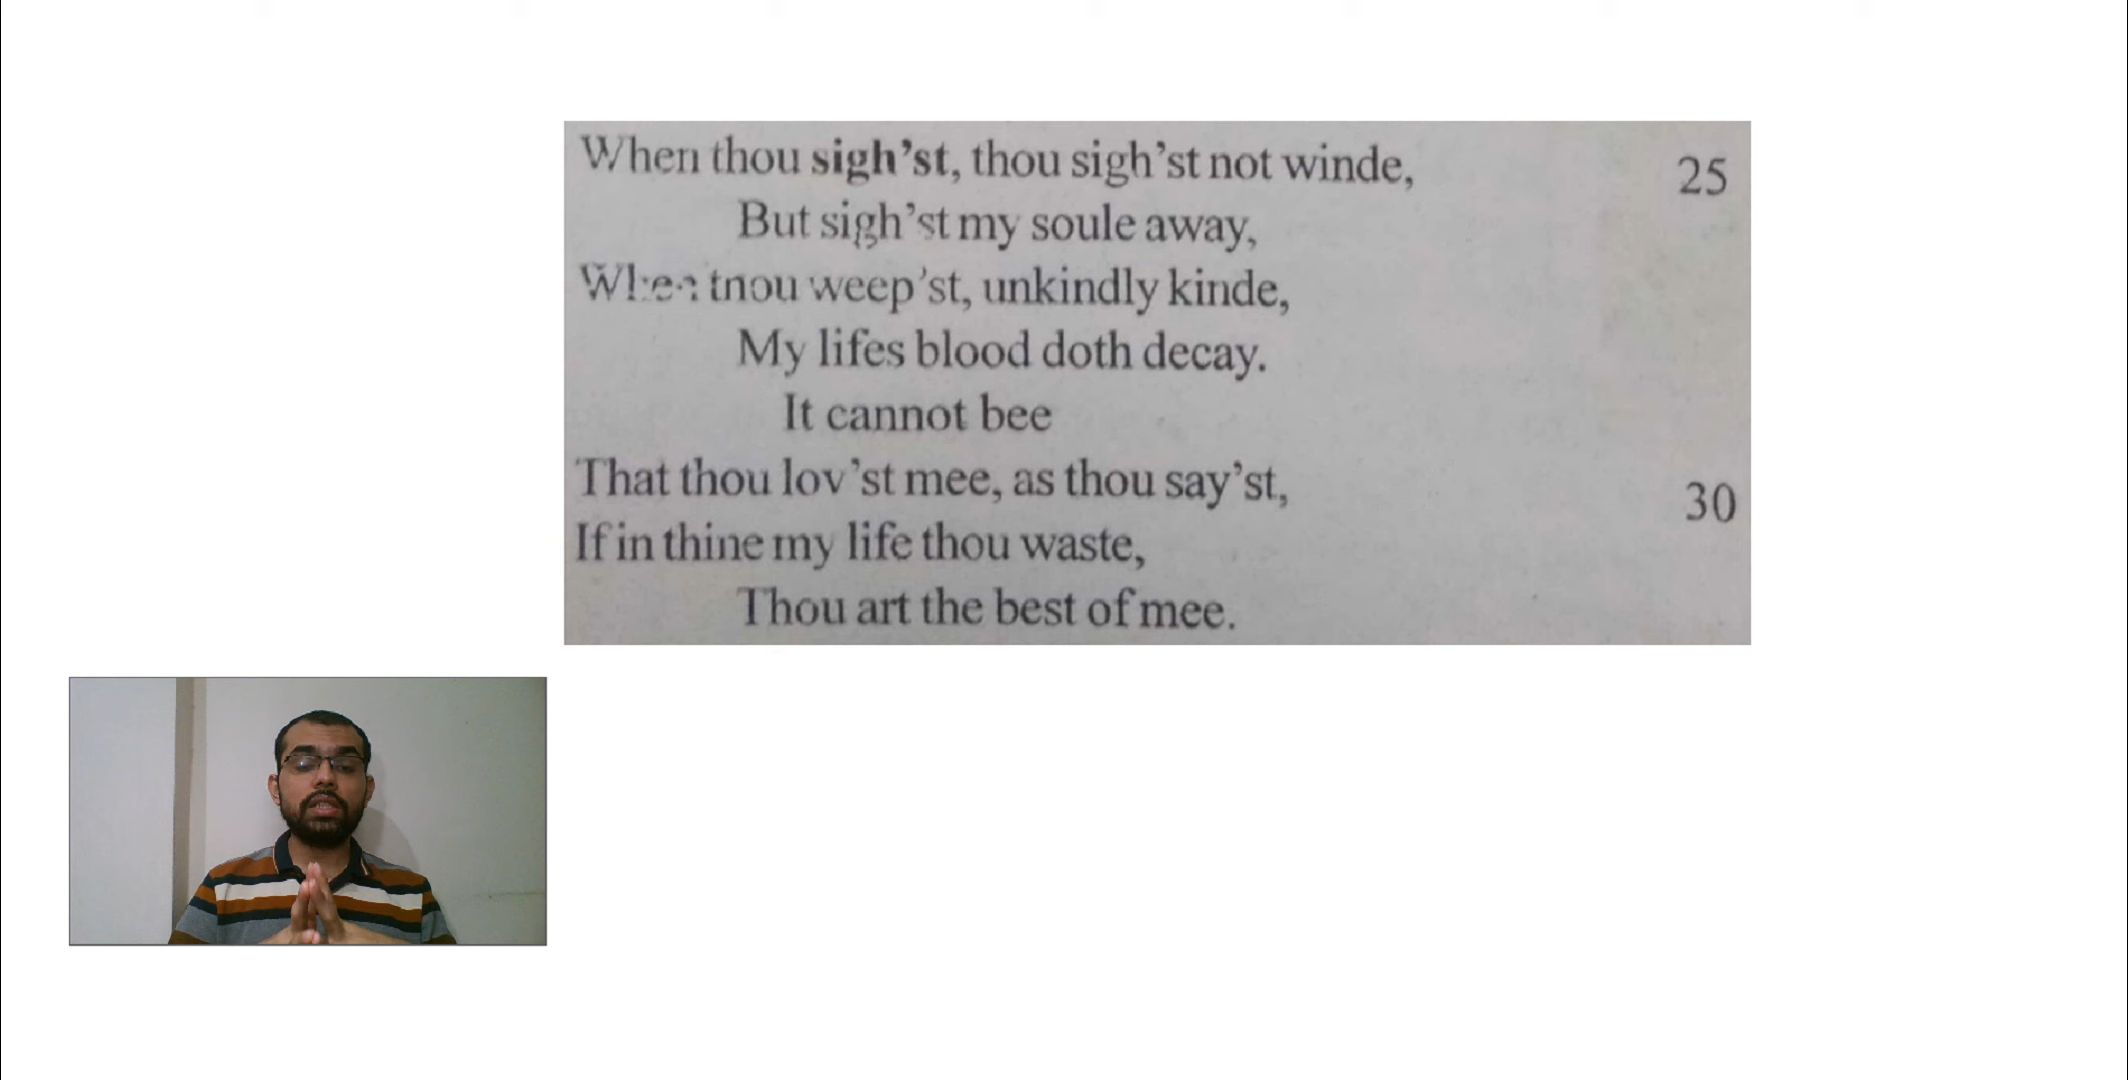 When thou sigh'st, thou sigh'st not winde, 25
But sigh'st my soule away,
When thou weep'st, unkindly kinde,
My lifes blood doth decay.
It cannot bee
That thou lov'st mee, as thou say'st, 30
If in thine my life thou waste,
Thou art the best of mee.